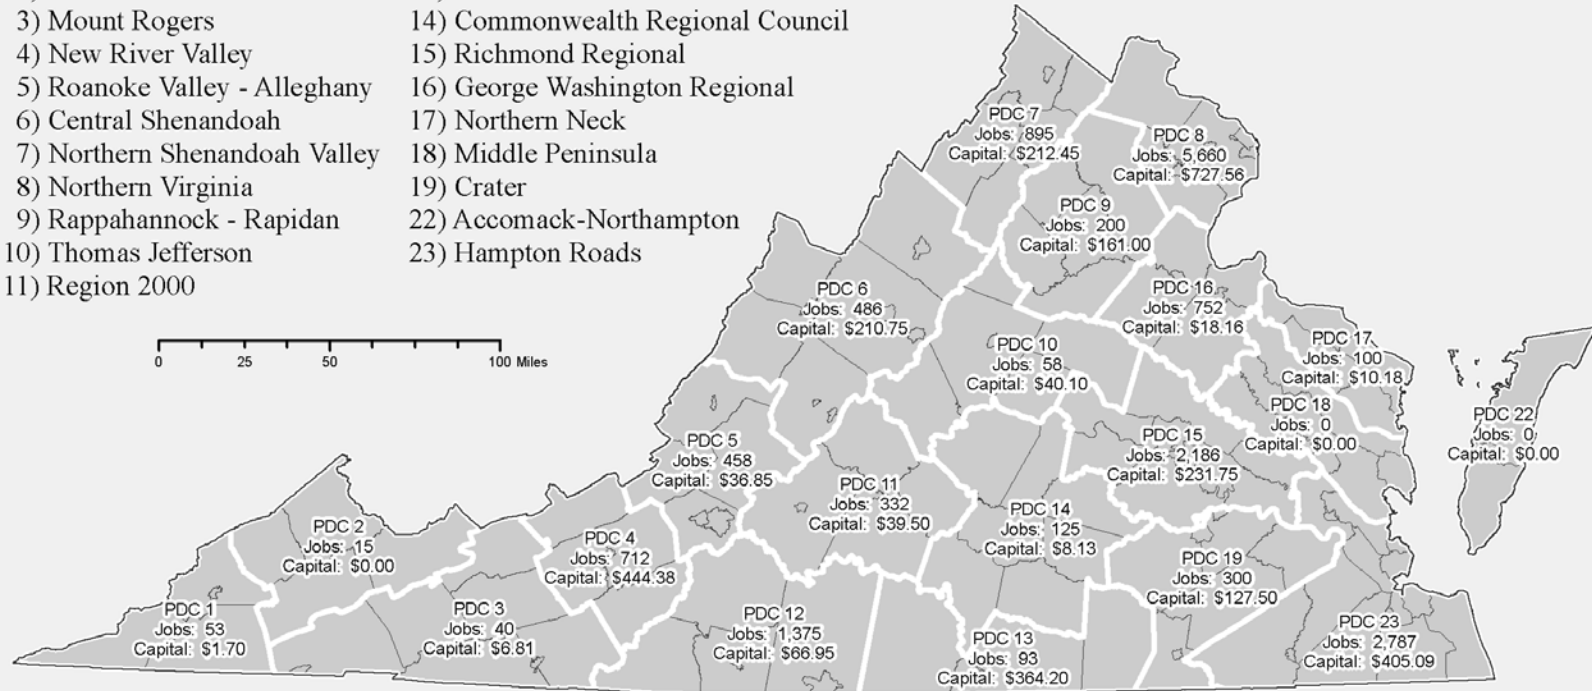 3) Mount Rogers
4) New River Valley
5) Roanoke Valley - Alleghany
6) Central Shenandoah
7) Northern Shenandoah Valley
8) Northern Virginia
9) Rappahannock - Rapidan
10) Thomas Jefferson
11) Region 2000
14) Commonwealth Regional Council
15) Richmond Regional
16) George Washington Regional
17) Northern Neck
18) Middle Peninsula
19) Crater
22) Accomack-Northampton
23) Hampton Roads
0 25 50 100 Miles
PDC 7
Jobs: 895
Capital: $212.45
PDC 8
Jobs: 5,660
Capital: $727.56
PDC 9
Jobs: 200
Capital: $161.00
PDC 6
Jobs: 486
Capital: $210.75
PDC 16
Jobs: 752
Capital: $18.16
PDC 10
Jobs: 58
Capital: $40.10
PDC 17
Jobs: 100
Capital: $10.18
PDC 18
Jobs: 0
Capital: $0.00
PDC 22
Jobs: 0
Capital: $0.00
PDC 5
Jobs: 458
Capital: $36.85
PDC 15
Jobs: 2,186
Capital: $231.75
PDC 11
Jobs: 332
Capital: $39.50
PDC 14
Jobs: 125
Capital: $8.13
PDC 2
Jobs: 15
Capital: $0.00
PDC 4
Jobs: 712
Capital: $444.38
PDC 19
Jobs: 300
Capital: $127.50
PDC 1
Jobs: 53
Capital: $1.70
PDC 3
Jobs: 40
Capital: $6.81
PDC 12
Jobs: 1,375
Capital: $66.95
PDC 13
Jobs: 93
Capital: $364.20
PDC 23
Jobs: 2,787
Capital: $405.09